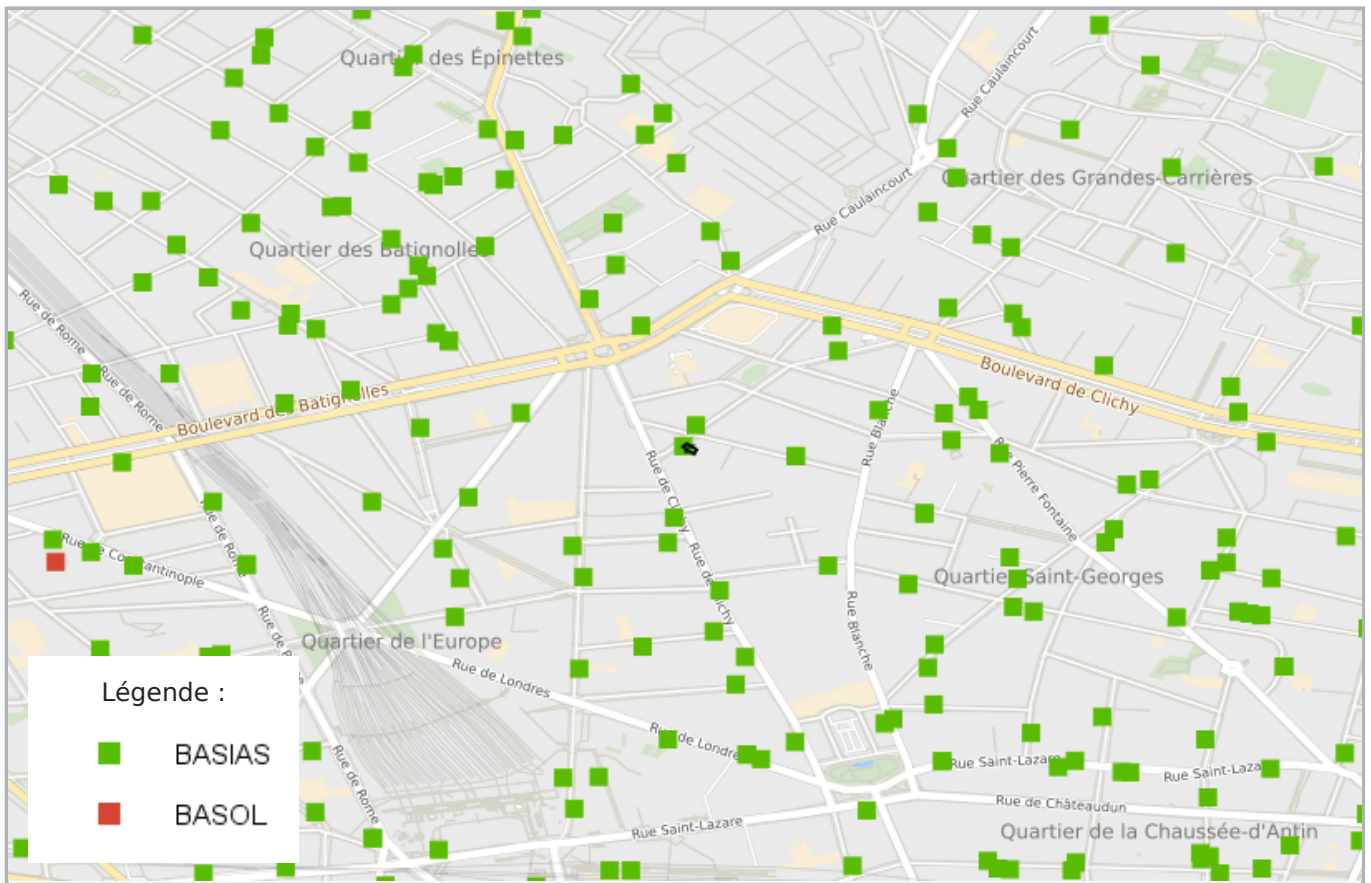 Quartier des Épinettes
Rue Caulaincourt
Quartier des Grandes-Carrières
Rue Caulaincourt
Quartier des Batignolles
Rue de Rome
Rue de Rome
Boulevard des Batignolles
Boulevard de Clichy
Rue Blanche
Rue Pierre Fontaine
Rue de Clichy
Rue de Rome
Rue de Constantinople
Rue de Clichy
Quartier Saint-Georges
Rue Blanche
Rue de Rome
Quartier de l'Europe
Rue de Londres
Légende :
BASIAS
BASOL
Rue de Rome
Rue de Londres
Rue Saint-Lazare
Rue Saint-Lazare
Rue de Châteaudun
Rue Saint-Lazare
Quartier de la Chaussée-d'Antin